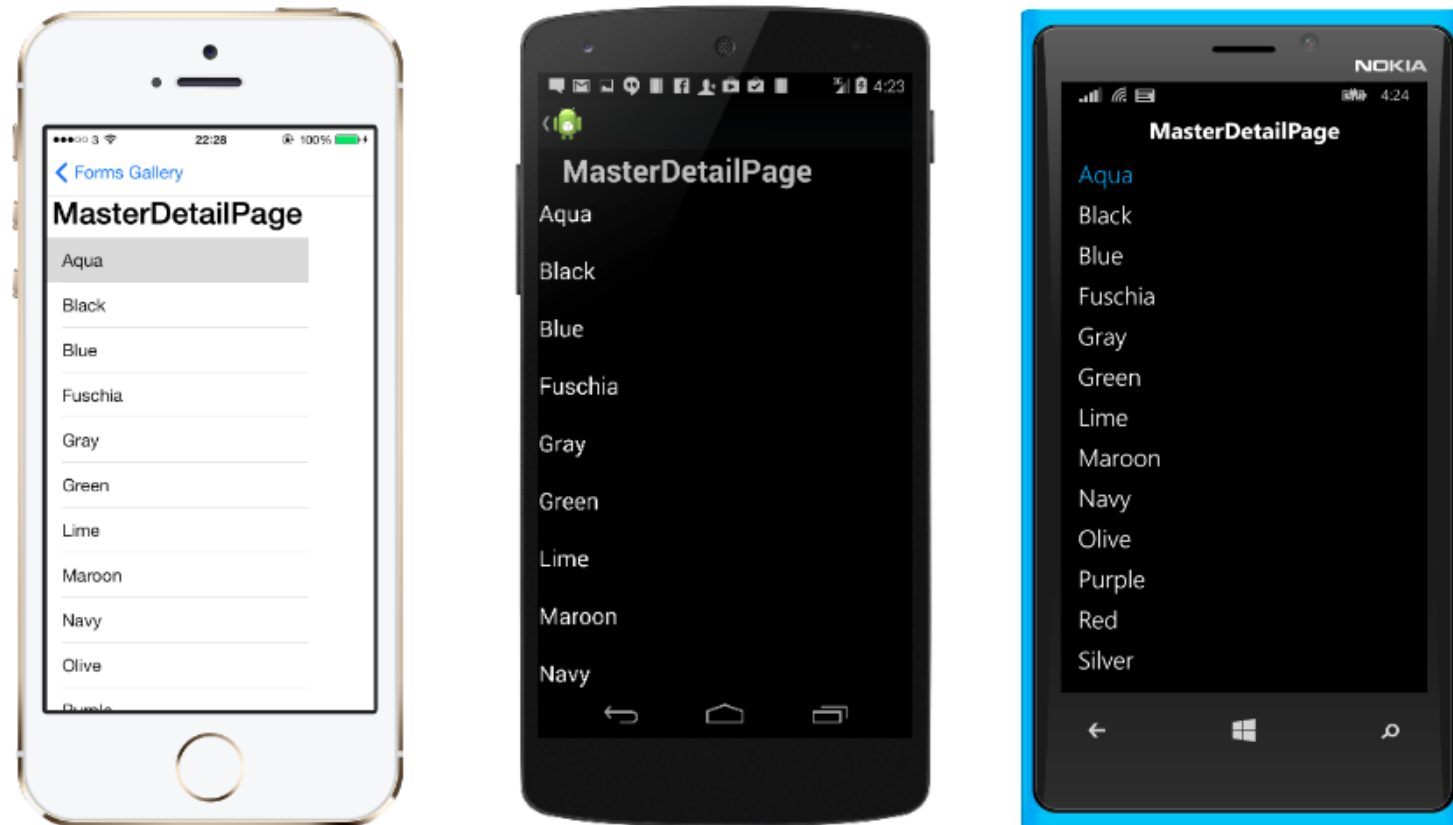 3 22:28 100%
Forms Gallery
MasterDetailPage
Aqua
Black
Blue
Fuschia
Gray
Green
Lime
Maroon
Navy
Olive
Purple
3G 4:23
MasterDetailPage
Aqua
Black
Blue
Fuschia
Gray
Green
Lime
Maroon
Navy
NOKIA
4:24
MasterDetailPage
Aqua
Black
Blue
Fuschia
Gray
Green
Lime
Maroon
Navy
Olive
Purple
Red
Silver